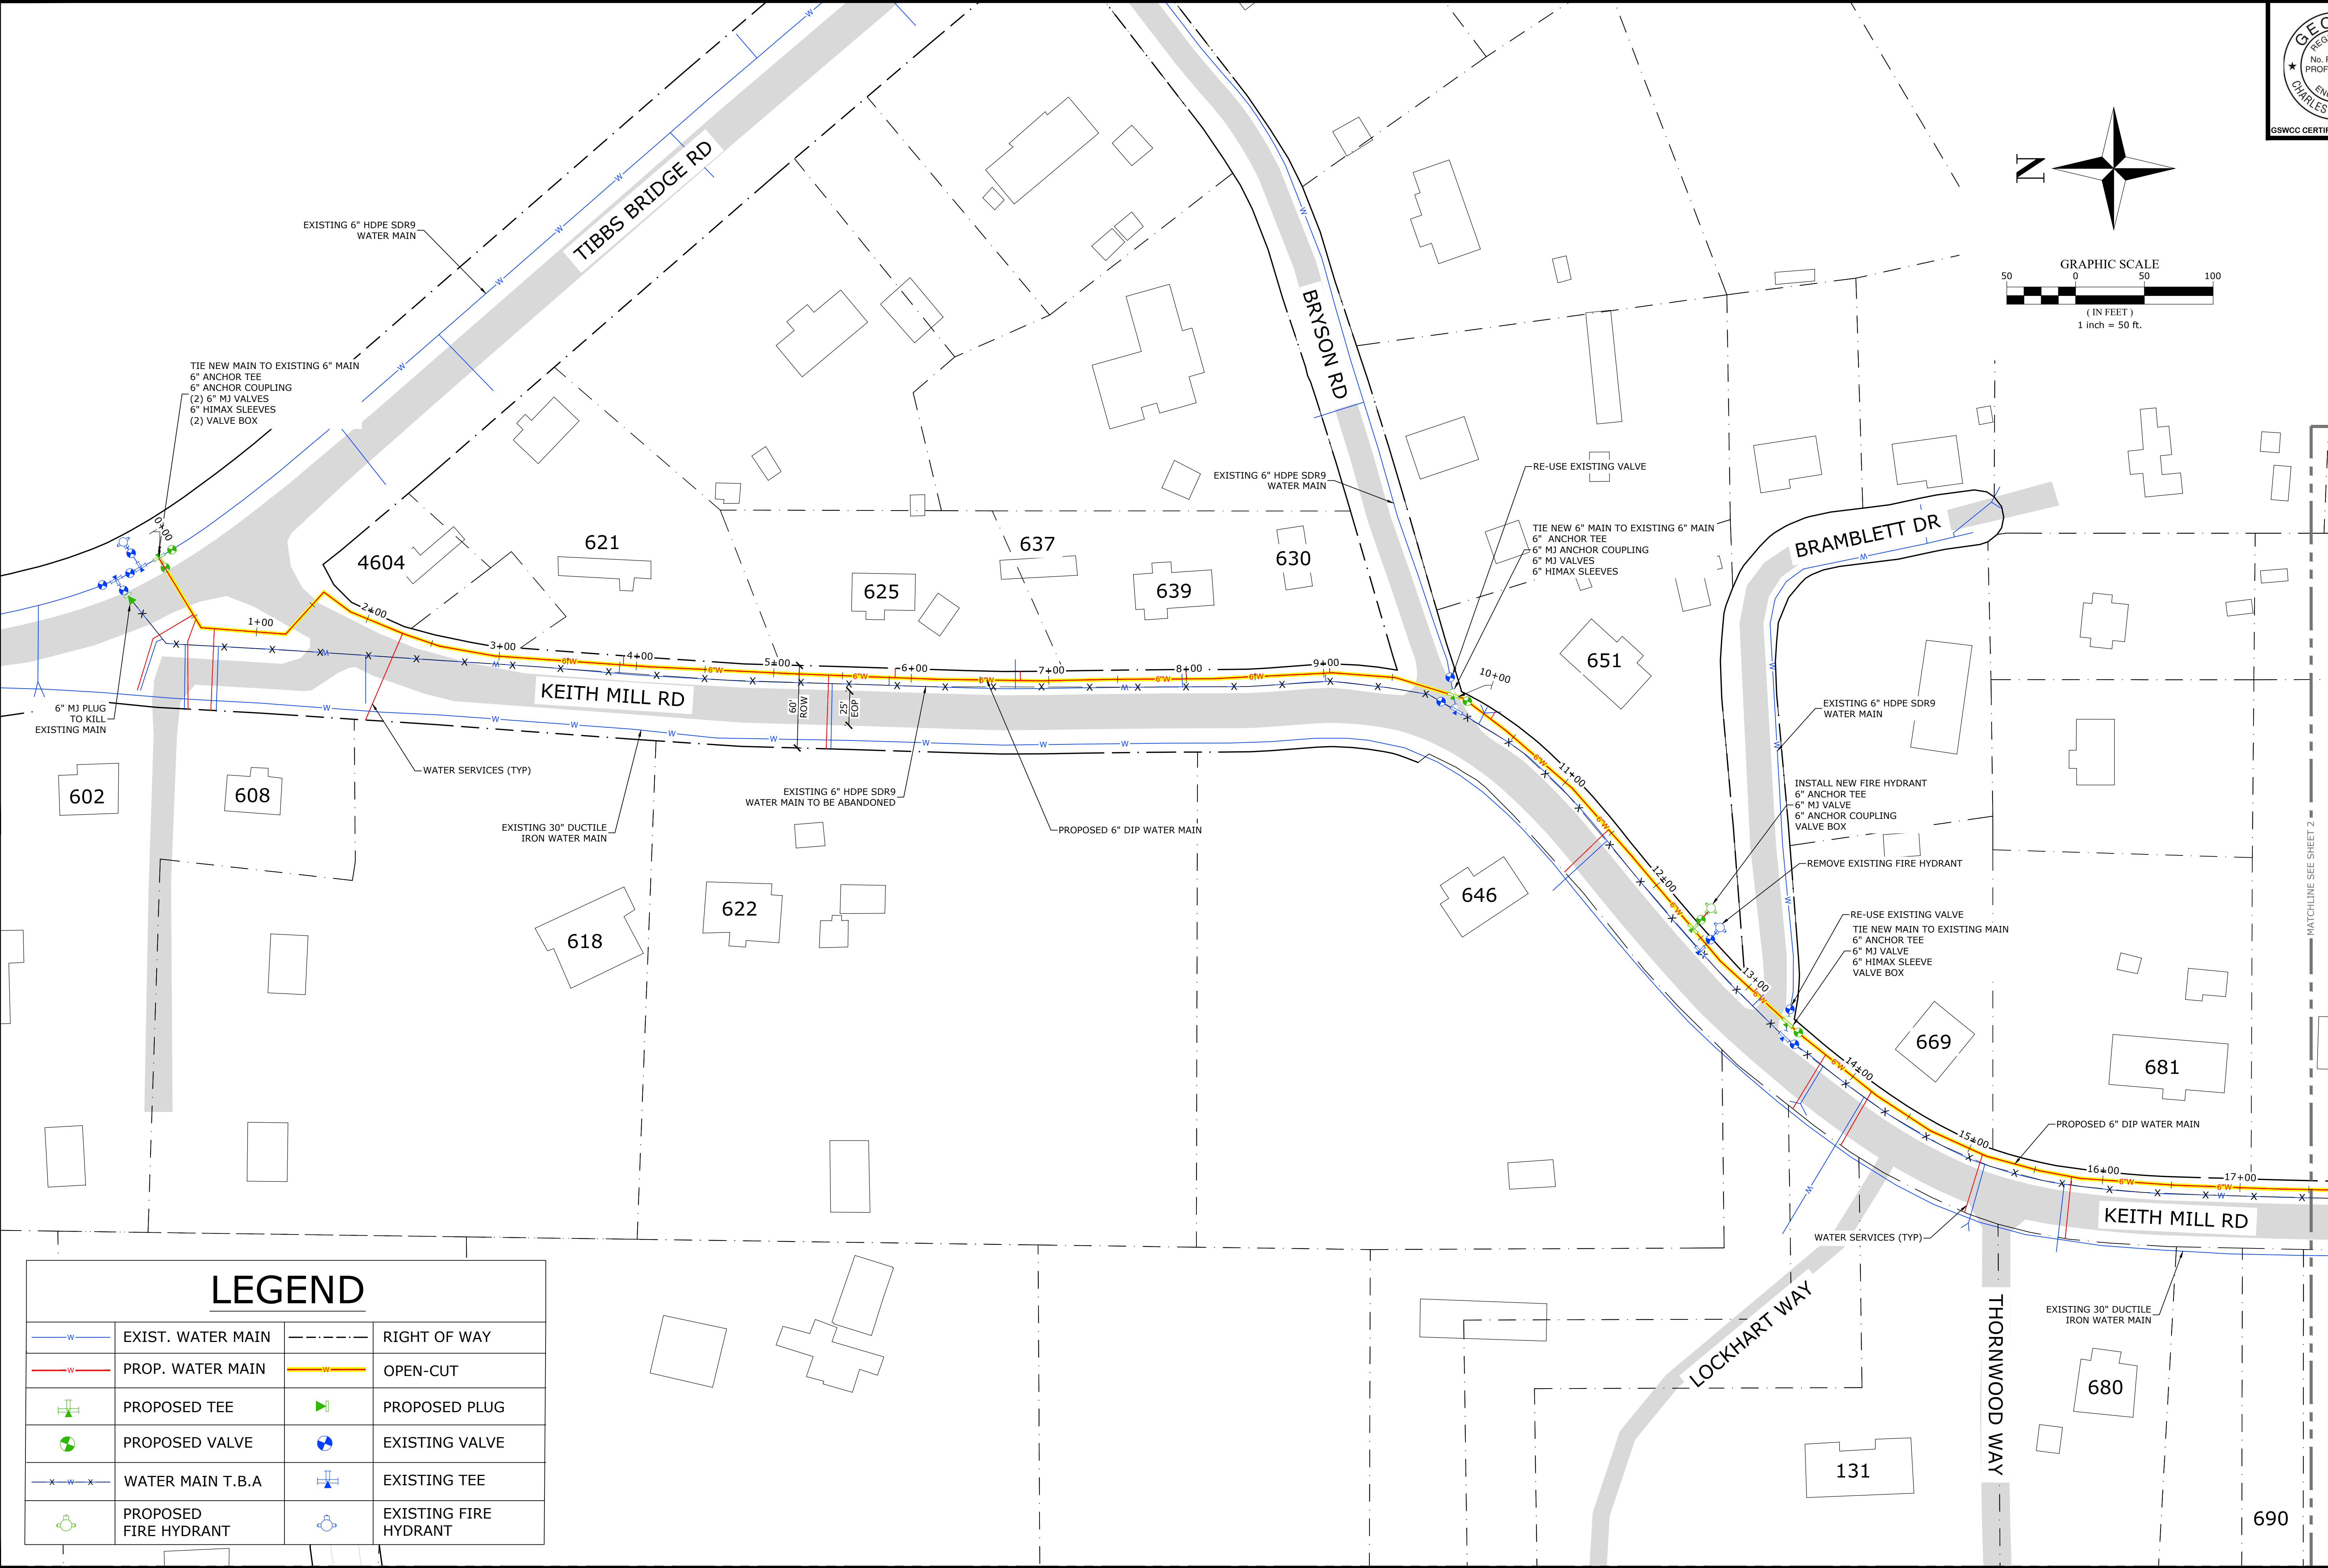 GSWCC CERTIF
N
GRAPHIC SCALE
50 0 50 100
( IN FEET )
1 inch = 50 ft.
TIBBS BRIDGE RD
EXISTING 6" HDPE SDR9
WATER MAIN
TIE NEW MAIN TO EXISTING 6" MAIN
6" ANCHOR TEE
6" ANCHOR COUPLING
(2) 6" MJ VALVES
6" HIMAX SLEEVES
(2) VALVE BOX
BRYSON RD
EXISTING 6" HDPE SDR9
WATER MAIN
RE-USE EXISTING VALVE
TIE NEW 6" MAIN TO EXISTING 6" MAIN
6" ANCHOR TEE
6" MJ ANCHOR COUPLING
6" MJ VALVES
6" HIMAX SLEEVES
BRAMBLETT DR
4604
621
625
637
639
630
651
0+00
1+00
2+00
3+00
4+00
5+00
6+00
7+00
8+00
9+00
10+00
11+00
12+00
13+00
14+00
15+00
16+00
17+00
KEITH MILL RD
60'
ROW
25'
EOP
6" MJ PLUG
TO KILL
EXISTING MAIN
WATER SERVICES (TYP)
EXISTING 6" HDPE SDR9
WATER MAIN TO BE ABANDONED
EXISTING 30" DUCTILE
IRON WATER MAIN
PROPOSED 6" DIP WATER MAIN
602
608
618
622
646
EXISTING 6" HDPE SDR9
WATER MAIN
INSTALL NEW FIRE HYDRANT
6" ANCHOR TEE
6" MJ VALVE
6" ANCHOR COUPLING
VALVE BOX
REMOVE EXISTING FIRE HYDRANT
RE-USE EXISTING VALVE
TIE NEW MAIN TO EXISTING MAIN
6" ANCHOR TEE
6" MJ VALVE
6" HIMAX SLEEVE
VALVE BOX
MATCHLINE SEE SHEET 2
669
681
PROPOSED 6" DIP WATER MAIN
KEITH MILL RD
WATER SERVICES (TYP)
EXISTING 30" DUCTILE
IRON WATER MAIN
LOCKHART WAY
THORNWOOD WAY
680
131
690
LEGEND
EXIST. WATER MAIN
RIGHT OF WAY
PROP. WATER MAIN
OPEN-CUT
PROPOSED TEE
PROPOSED PLUG
PROPOSED VALVE
EXISTING VALVE
WATER MAIN T.B.A
EXISTING TEE
PROPOSED
FIRE HYDRANT
EXISTING FIRE
HYDRANT